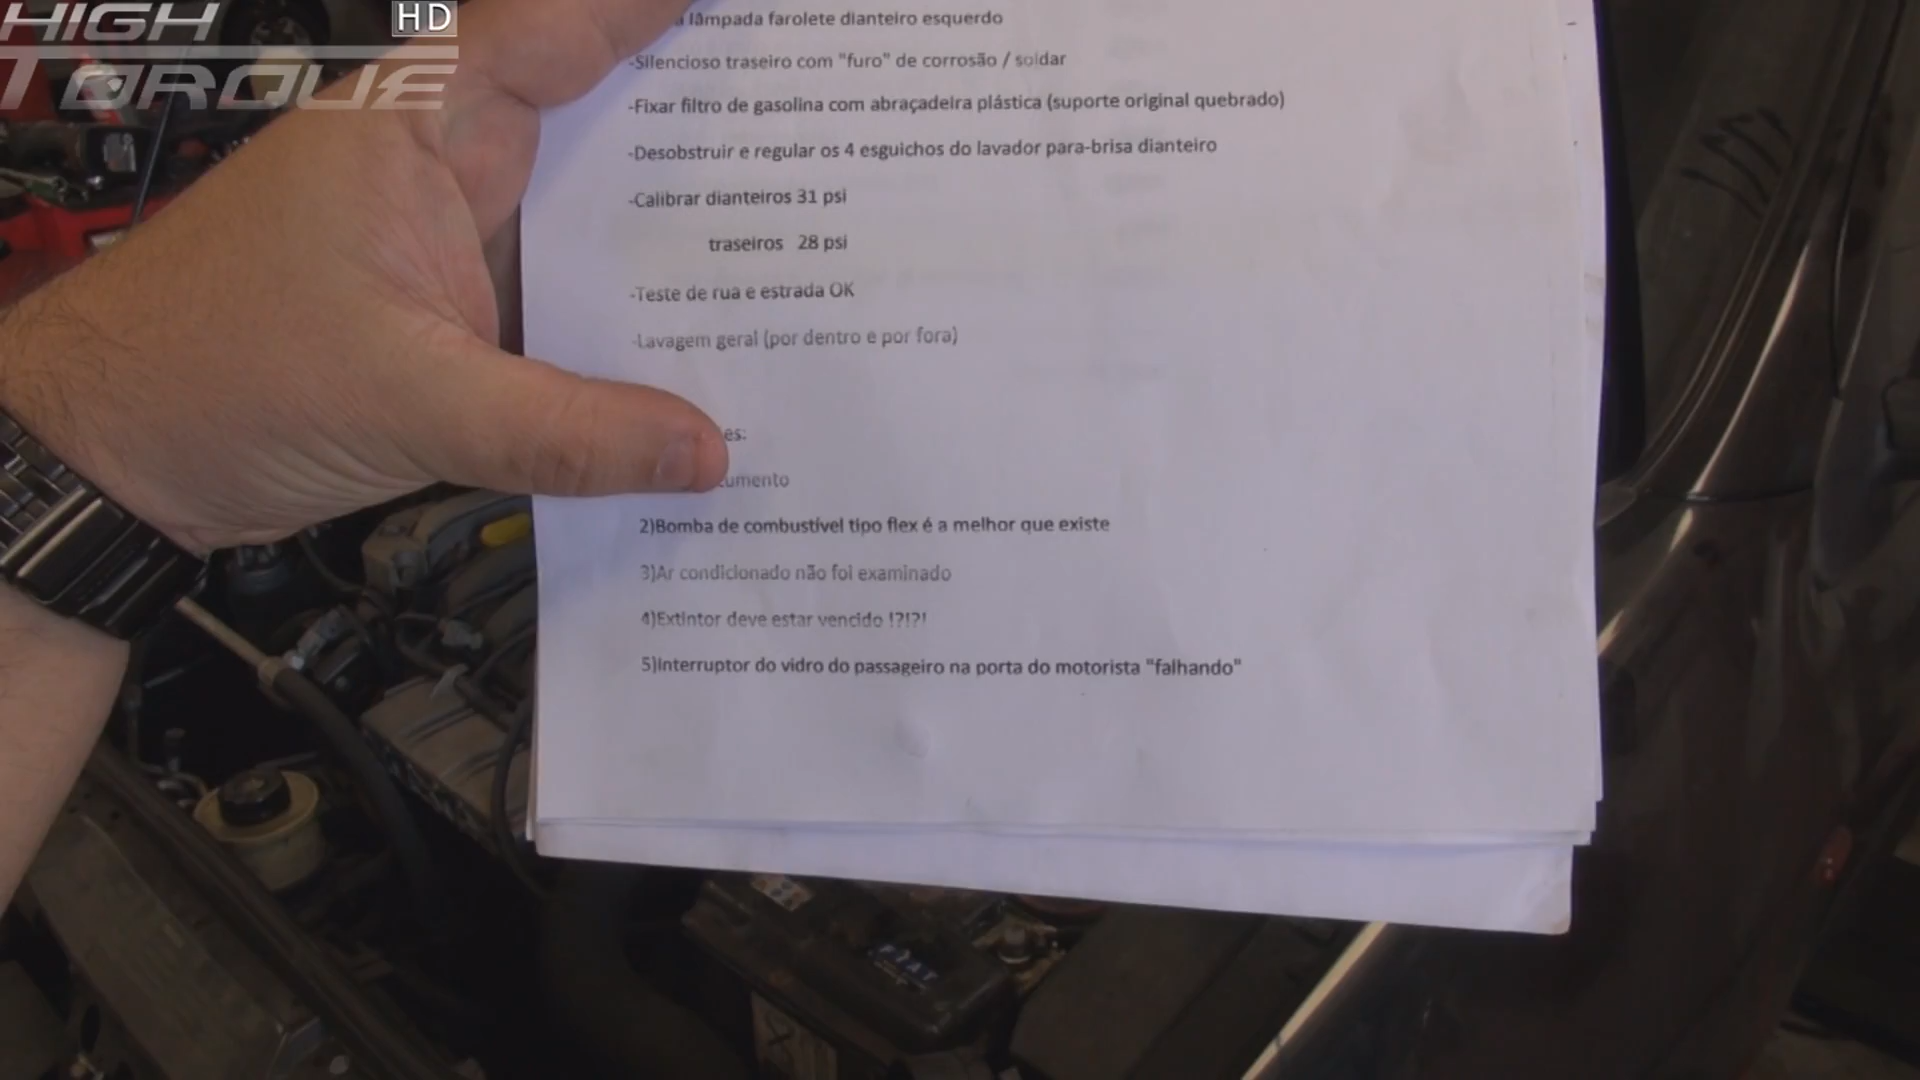 HIGH HD
TORQUE
lâmpada farolete dianteiro esquerdo
-Silencioso traseiro com "furo" de corrosão / soldar
-Fixar filtro de gasolina com abraçadeira plástica (suporte original quebrado)
-Desobstruir e regular os 4 esguichos do lavador para-brisa dianteiro
-Calibrar dianteiros 31 psi
traseiros 28 psi
-Teste de rua e estrada OK
-Lavagem geral (por dentro e por fora)
es:
umento
2)Bomba de combustível tipo flex é a melhor que existe
3)Ar condicionado não foi examinado
4)Extintor deve estar vencido !?!?!
5)Interruptor do vidro do passageiro na porta do motorista "falhando"
FIAT